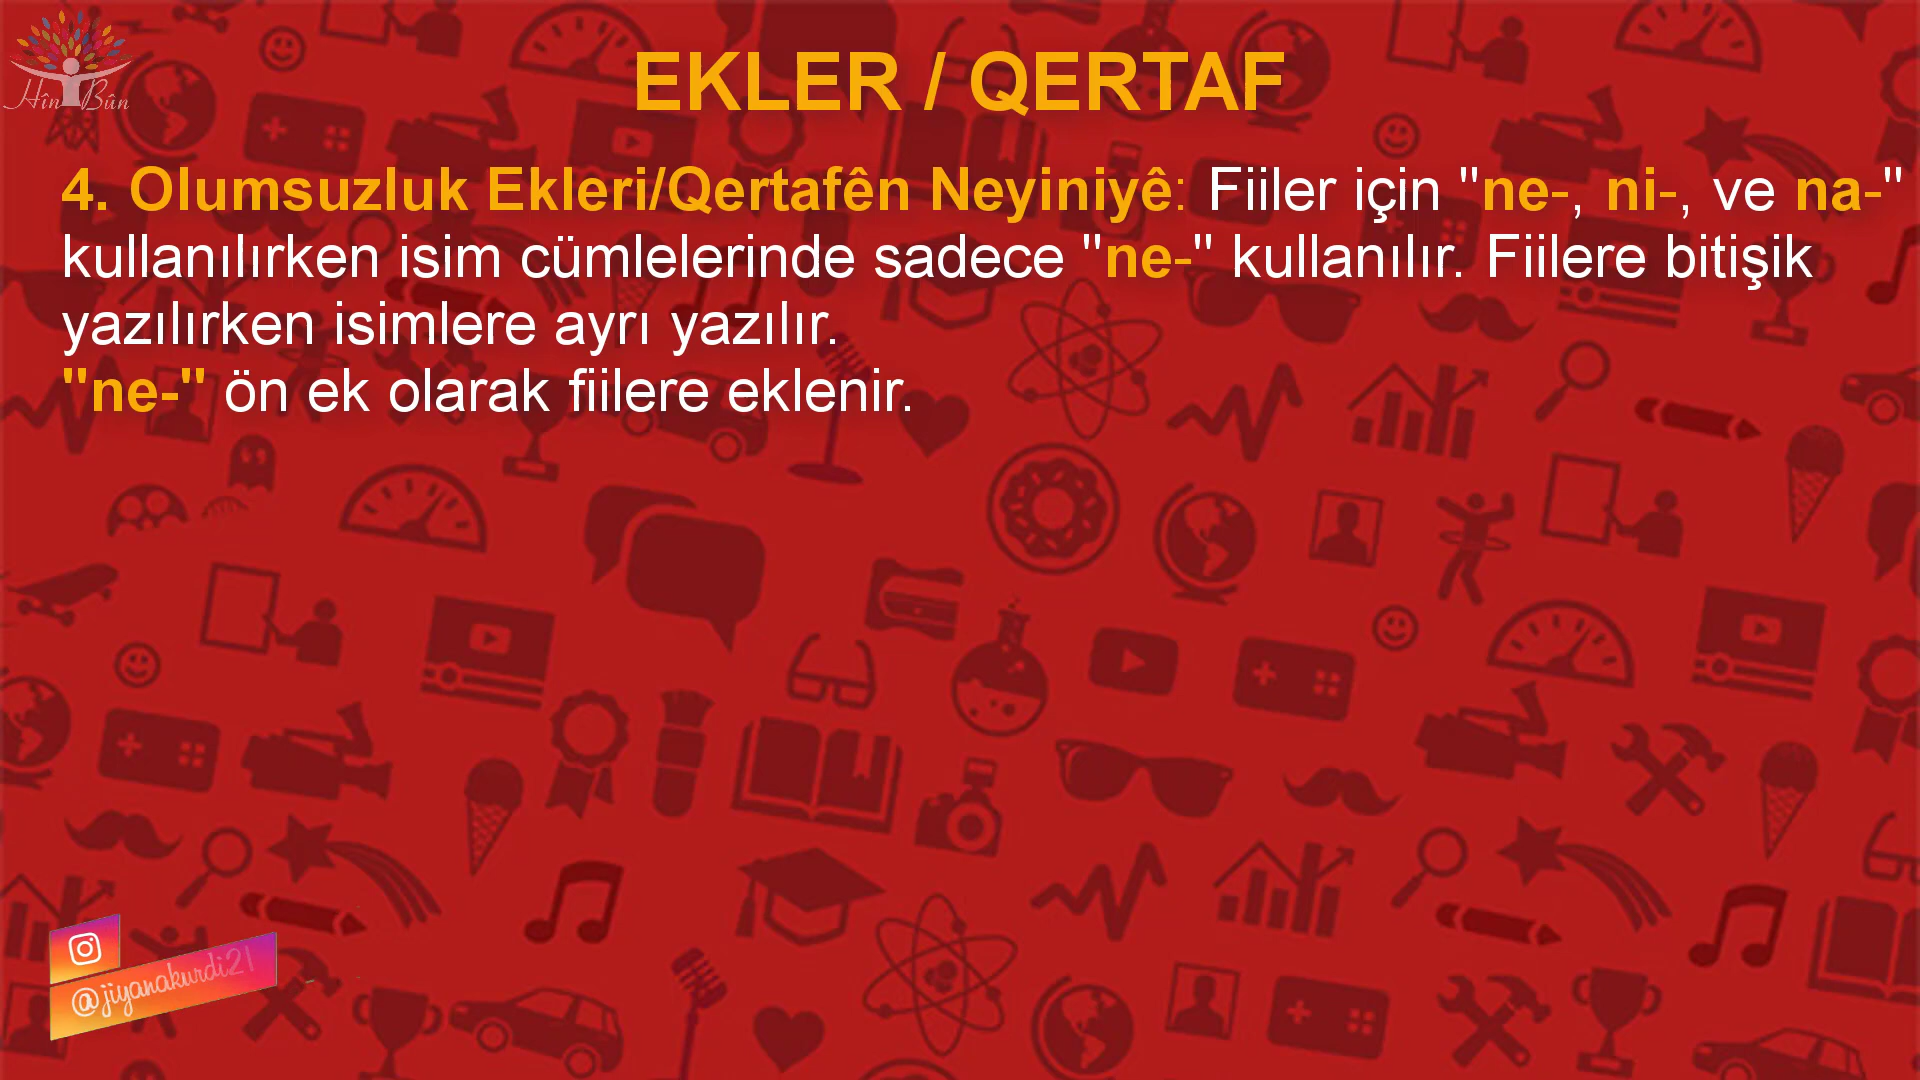 Hîn Bûn
EKLER / QERTAF
4. Olumsuzluk Ekleri/Qertafên Neyiniyê: Fiiler için "ne-, ni-, ve na-"
kullanılırken isim cümlelerinde sadece "ne-" kullanılır. Fiilere bitişik
yazılırken isimlere ayrı yazılır.
"ne-" ön ek olarak fiilere eklenir.
@jiyanakurdi21